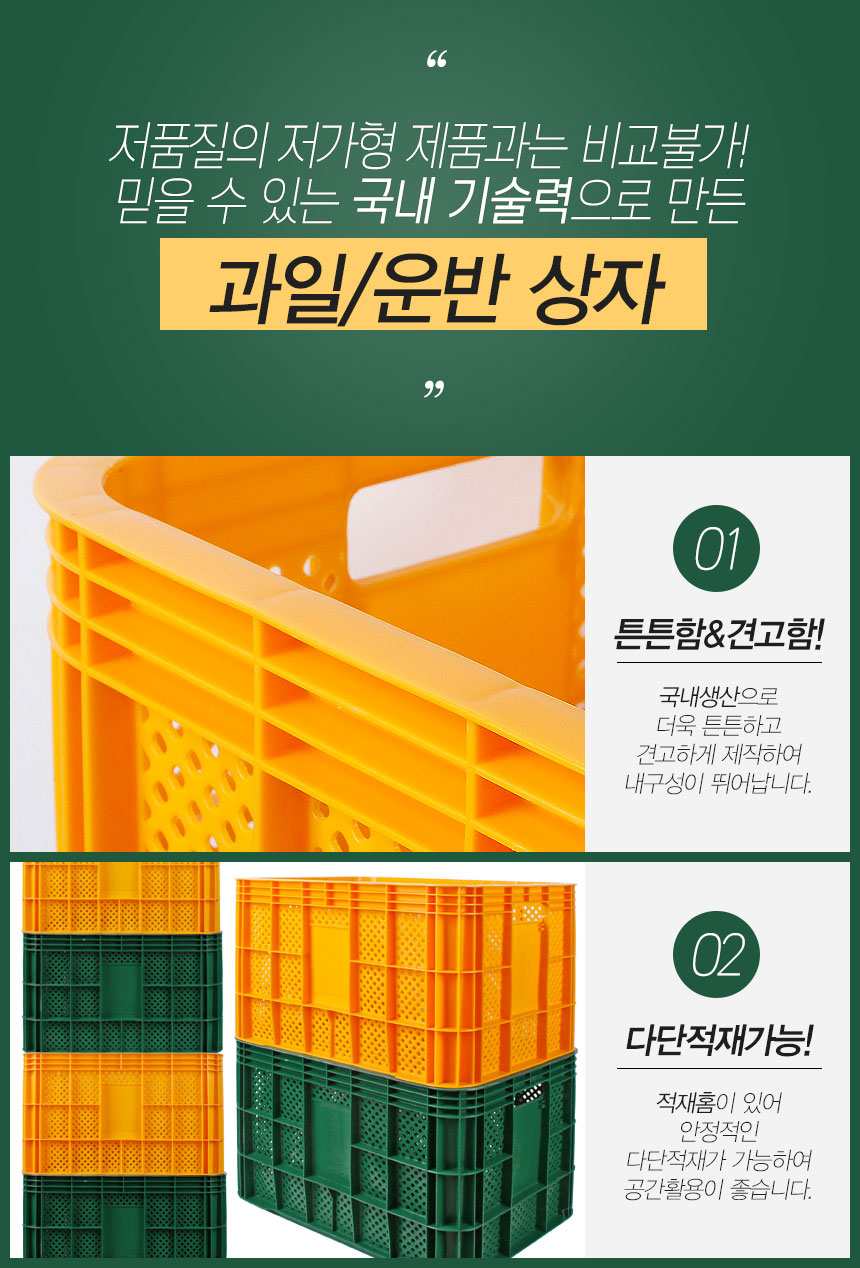 “
저품질의 저가형 제품과는 비교불가!
믿을 수 있는 국내 기술력으로 만든
과일/운반 상자
”
01
튼튼함&견고함!
국내생산으로
더욱 튼튼하고
견고하게 제작하여
내구성이 뛰어납니다.
02
다단적재가능!
적재홈이 있어
안정적인
다단적재가 가능하여
공간활용이 좋습니다.